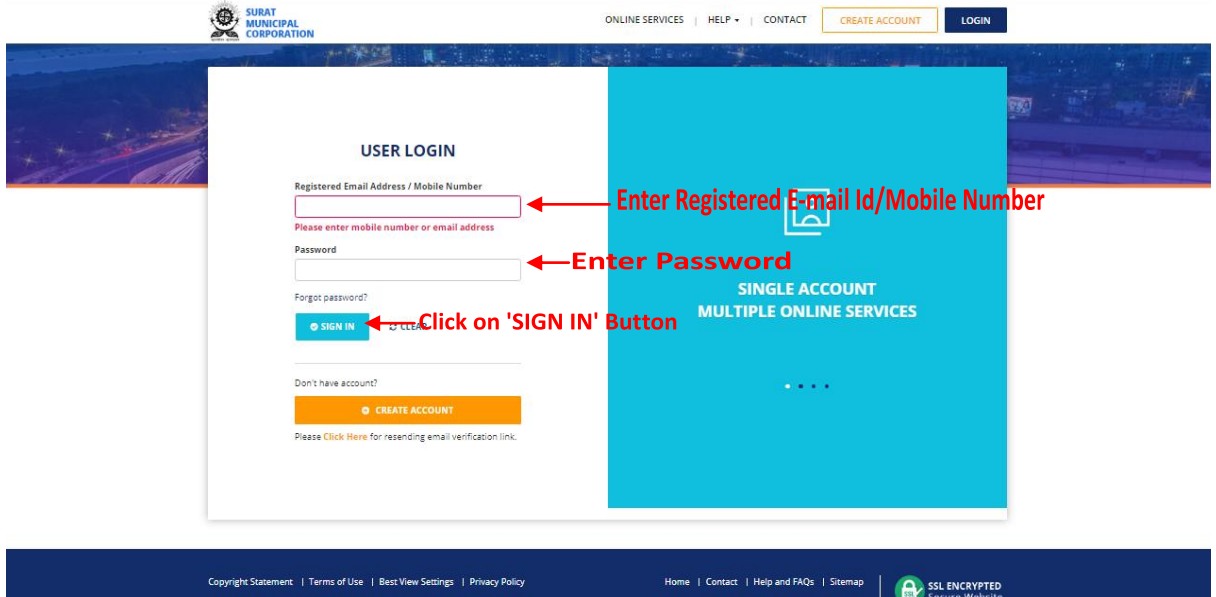 SURAT
MUNICIPAL
CORPORATION
ONLINE SERVICES | HELP | CONTACT CREATE ACCOUNT LOGIN
USER LOGIN
Registered Email Address / Mobile Number
Enter Registered E-mail Id/Mobile Number
Please enter mobile number or email address
Password
Enter Password
Forgot password?
SIGN IN
CLEAR
Click on 'SIGN IN' Button
Don't have account?
CREATE ACCOUNT
Please Click Here for resending email verification link.
SINGLE ACCOUNT
MULTIPLE ONLINE SERVICES
Copyright Statement | Terms of Use | Best View Settings | Privacy Policy
Home | Contact | Help and FAQs | Sitemap
SSL
SSL ENCRYPTED
Secure Website